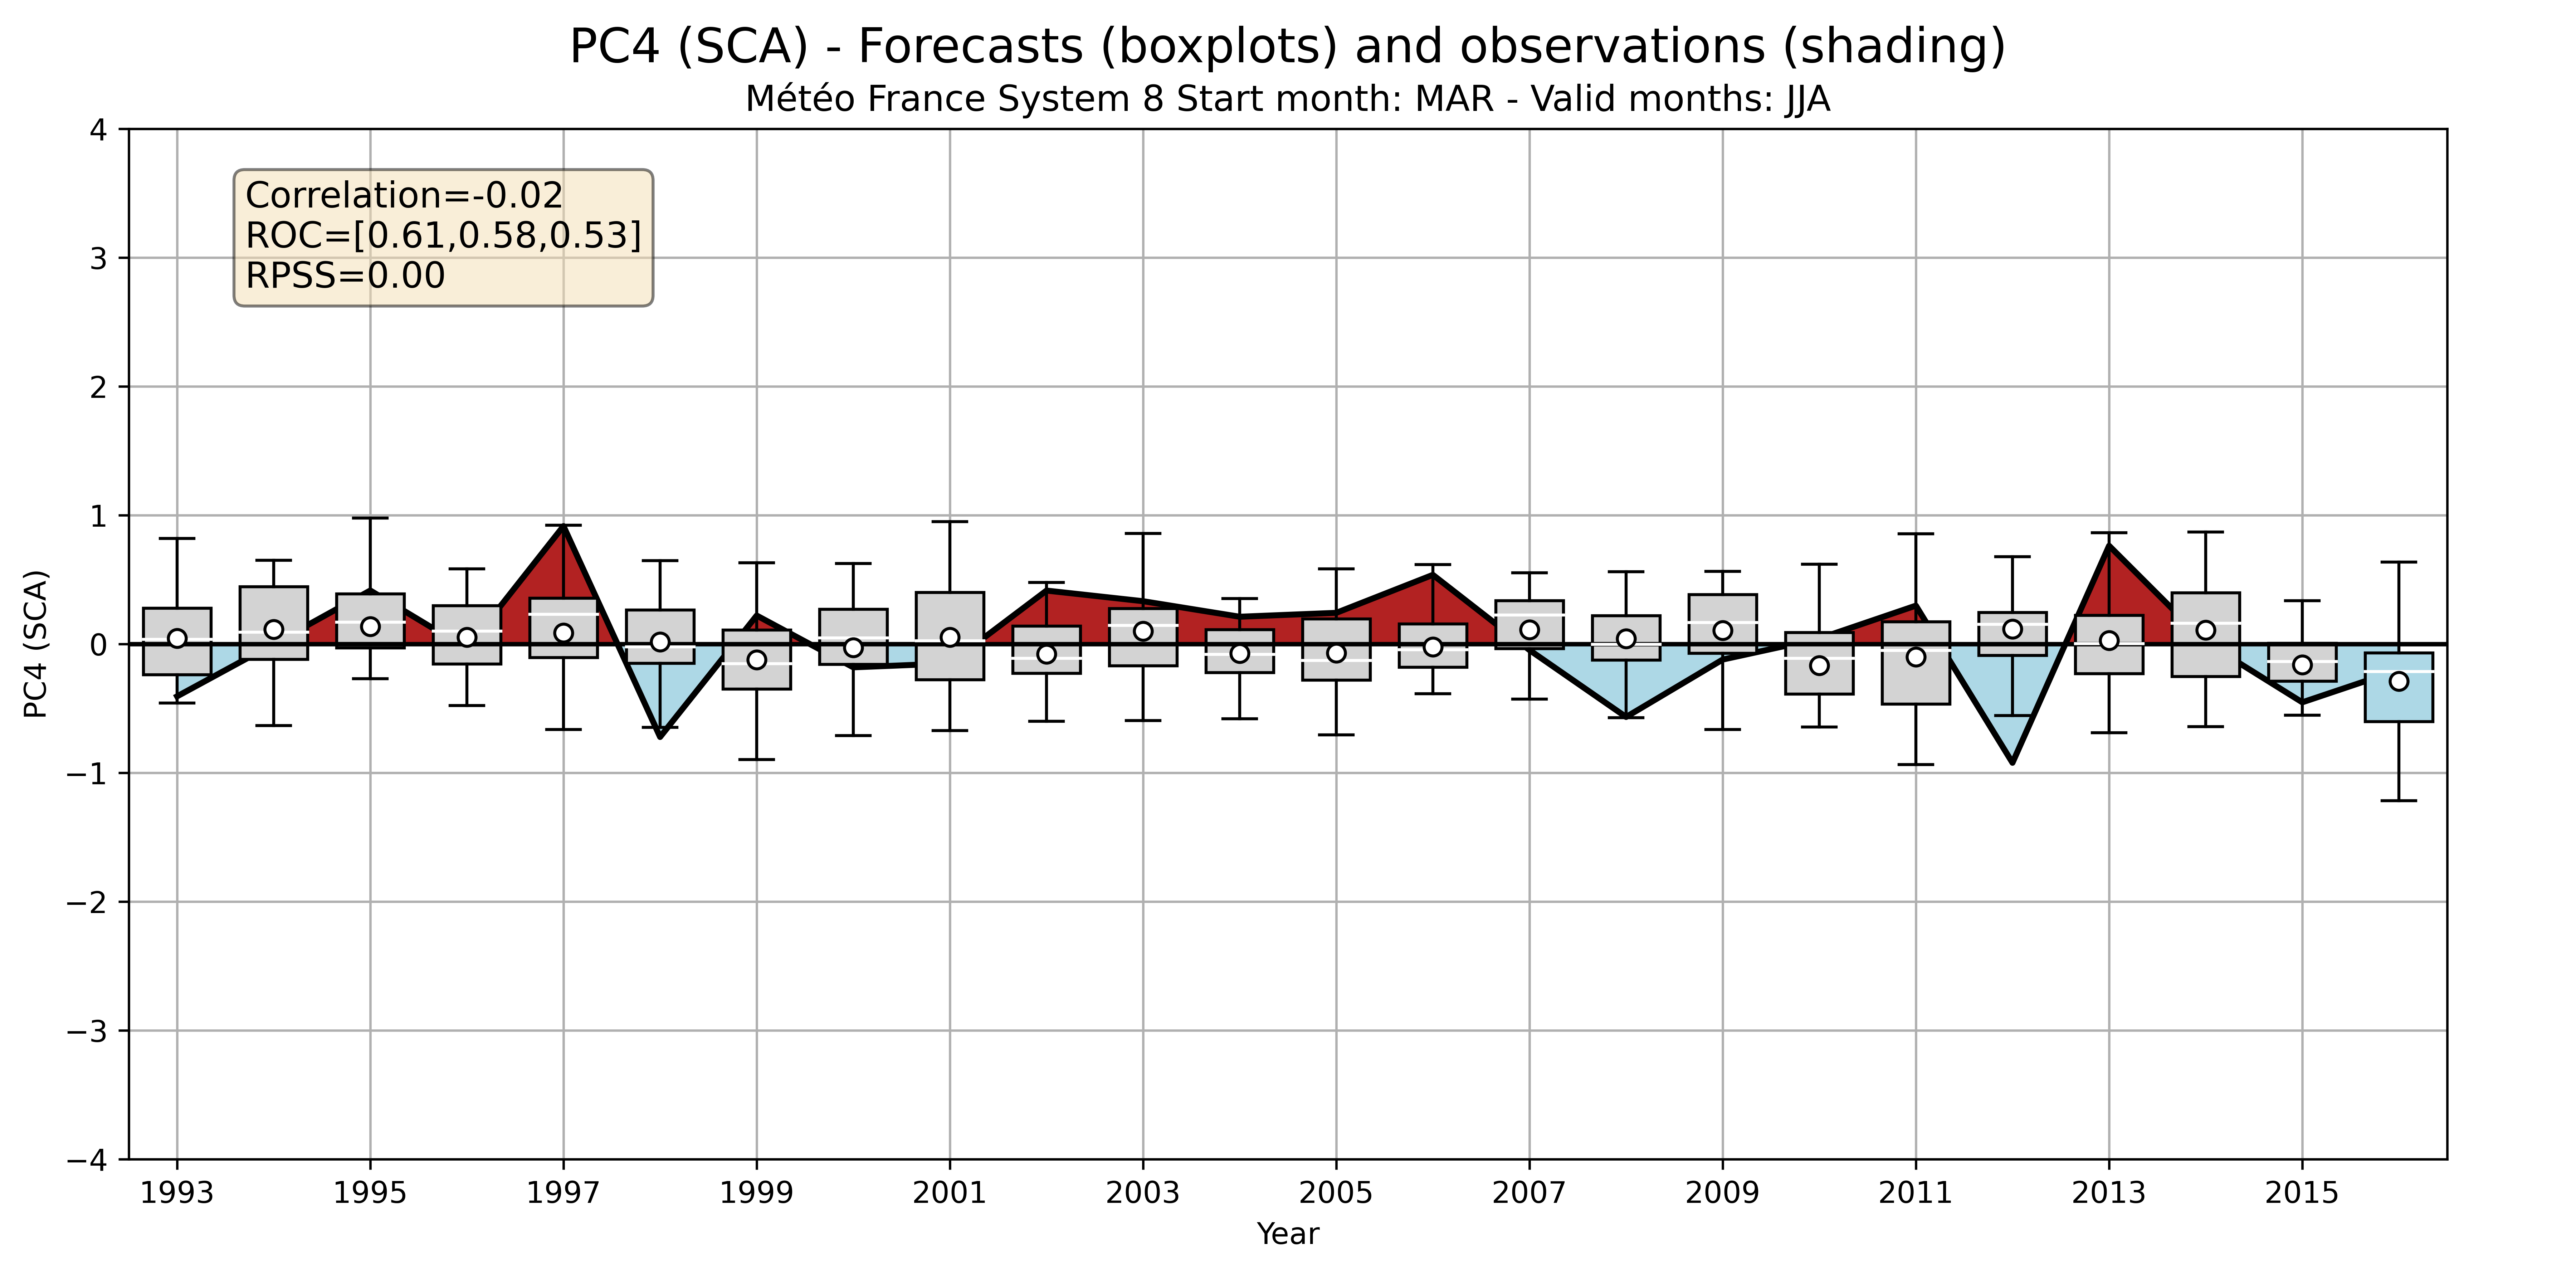 PC4 (SCA) - Forecasts (boxplots) and observations (shading)
Météo France System 8 Start month: MAR - Valid months: JJA
Correlation=-0.02
ROC=[0.61,0.58,0.53]
RPSS=0.00
PC4 (SCA)
4
3
2
1
0
−1
−2
−3
−4
1993 1995 1997 1999 2001 2003 2005 2007 2009 2011 2013 2015
Year